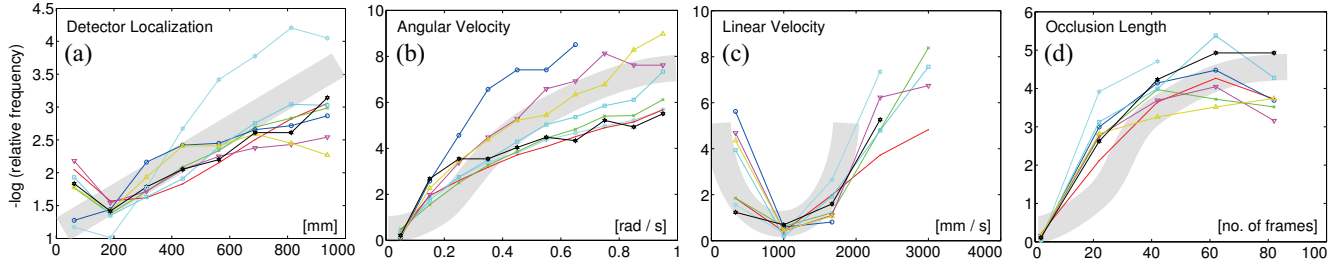 Detector Localization
(a)
-log (relative frequency)
4.5
4
3.5
3
2.5
2
1.5
1
0 200 400 600 800 1000
[mm]
Angular Velocity
(b)
10
8
6
4
2
0
0 0.2 0.4 0.6 0.8 1
[rad / s]
Linear Velocity
(c)
10
8
6
4
2
0
0 1000 2000 3000 4000
[mm / s]
Occlusion Length
(d)
6
5
4
3
2
1
0
0 20 40 60 80 100
[no. of frames]